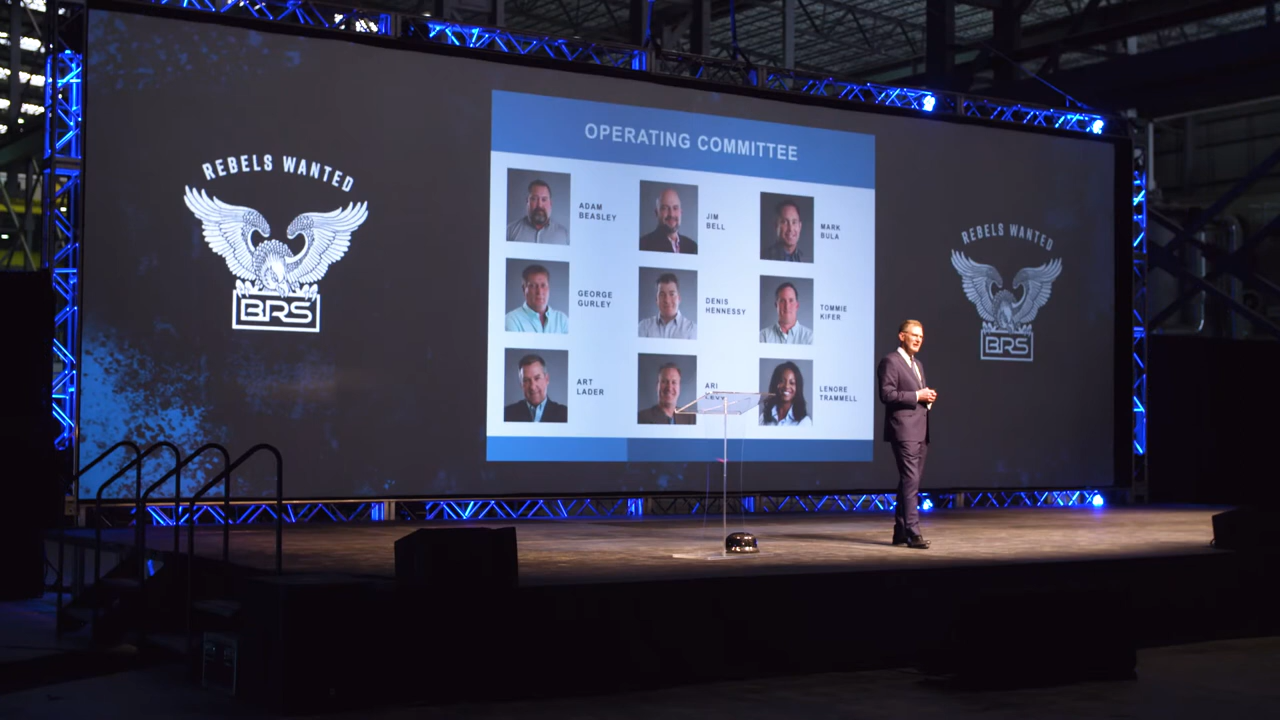 REBELS WANTED
BRS
OPERATING COMMITTEE
ADAM
BEASLEY
JIM
BELL
MARK
BULA
GEORGE
GURLEY
DENIS
HENNESSY
TOMMIE
KIFER
ART
LADER
ARI
LENORE
TRAMMELL
REBELS WANTED
BRS